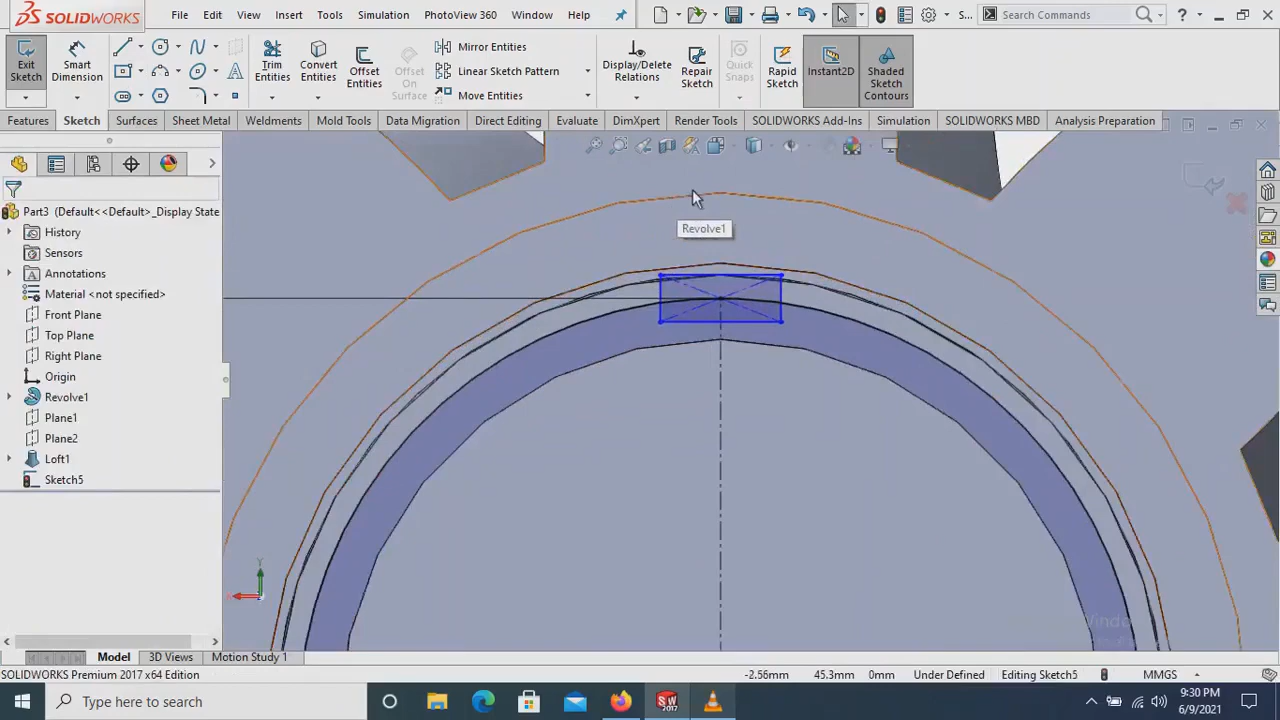 SOLIDWORKS File Edit View Insert Tools Simulation PhotoView 360 Window Help S... Search Commands ?
Exit Sketch Smart Dimension Trim Entities Convert Entities Offset Entities Offset On Surface Mirror Entities Linear Sketch Pattern Move Entities Display/Delete Relations Repair Sketch Quick Snaps Rapid Sketch Instant2D Shaded Sketch Contours
Features Sketch Surfaces Sheet Metal Weldments Mold Tools Data Migration Direct Editing Evaluate DimXpert Render Tools SOLIDWORKS Add-Ins Simulation SOLIDWORKS MBD Analysis Preparation
Part3 (Default<<Default>_Display State
History
Sensors
Annotations
Material <not specified>
Front Plane
Top Plane
Right Plane
Origin
Revolve1
Plane1
Plane2
Loft1
Sketch5
Revolve1
Y
Model 3D Views Motion Study 1
SOLIDWORKS Premium 2017 x64 Edition -2.56mm 45.3mm 0mm Under Defined Editing Sketch5 MMGS
Type here to search SW 2017 9:30 PM
6/9/2021